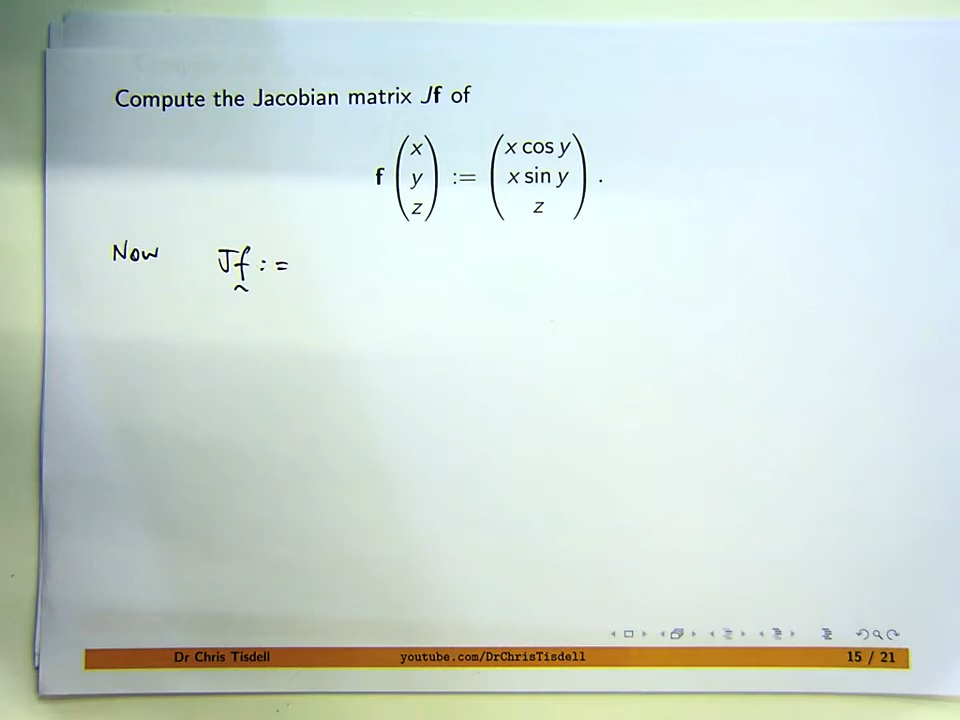 Compute the Jacobian matrix Jf of
f (x y z) := (x cos y
x sin y
z) .
Now Jf :=
~
Dr Chris Tisdell youtube.com/DrChrisTisdell 15 / 21